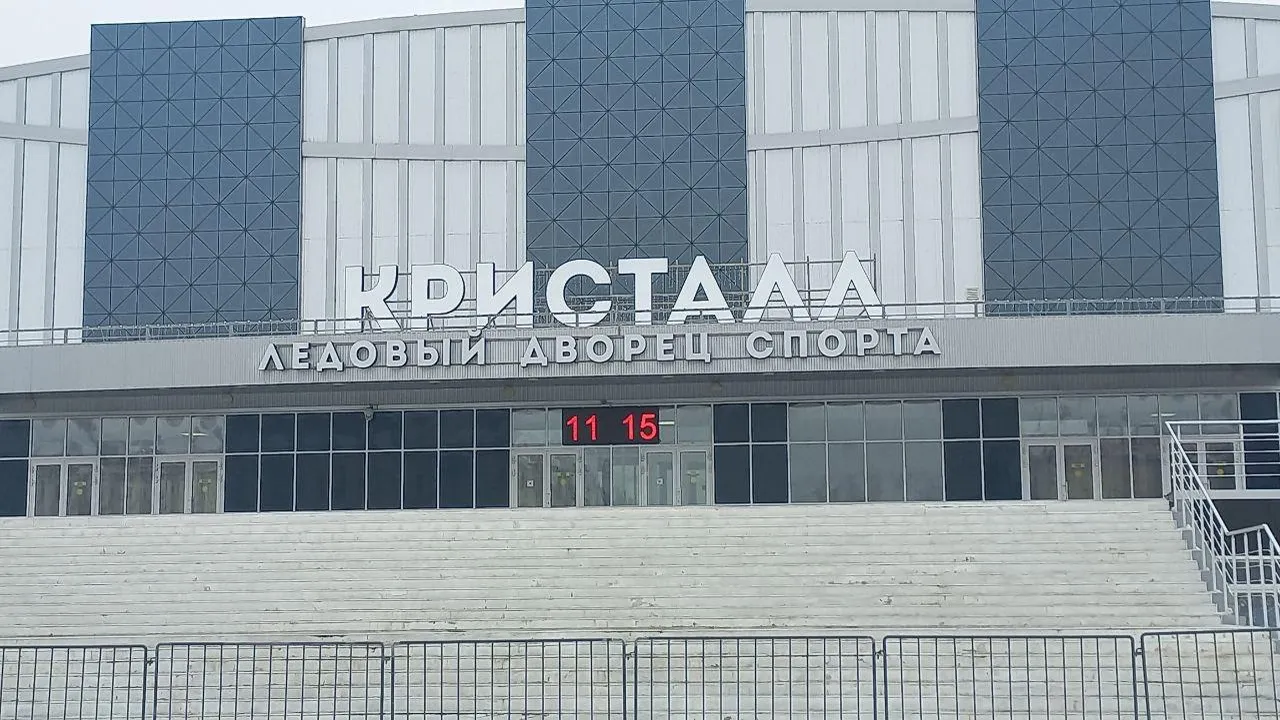 КРИСТАЛЛ
ЛЕДОВЫЙ ДВОРЕЦ СПОРТА
11 15